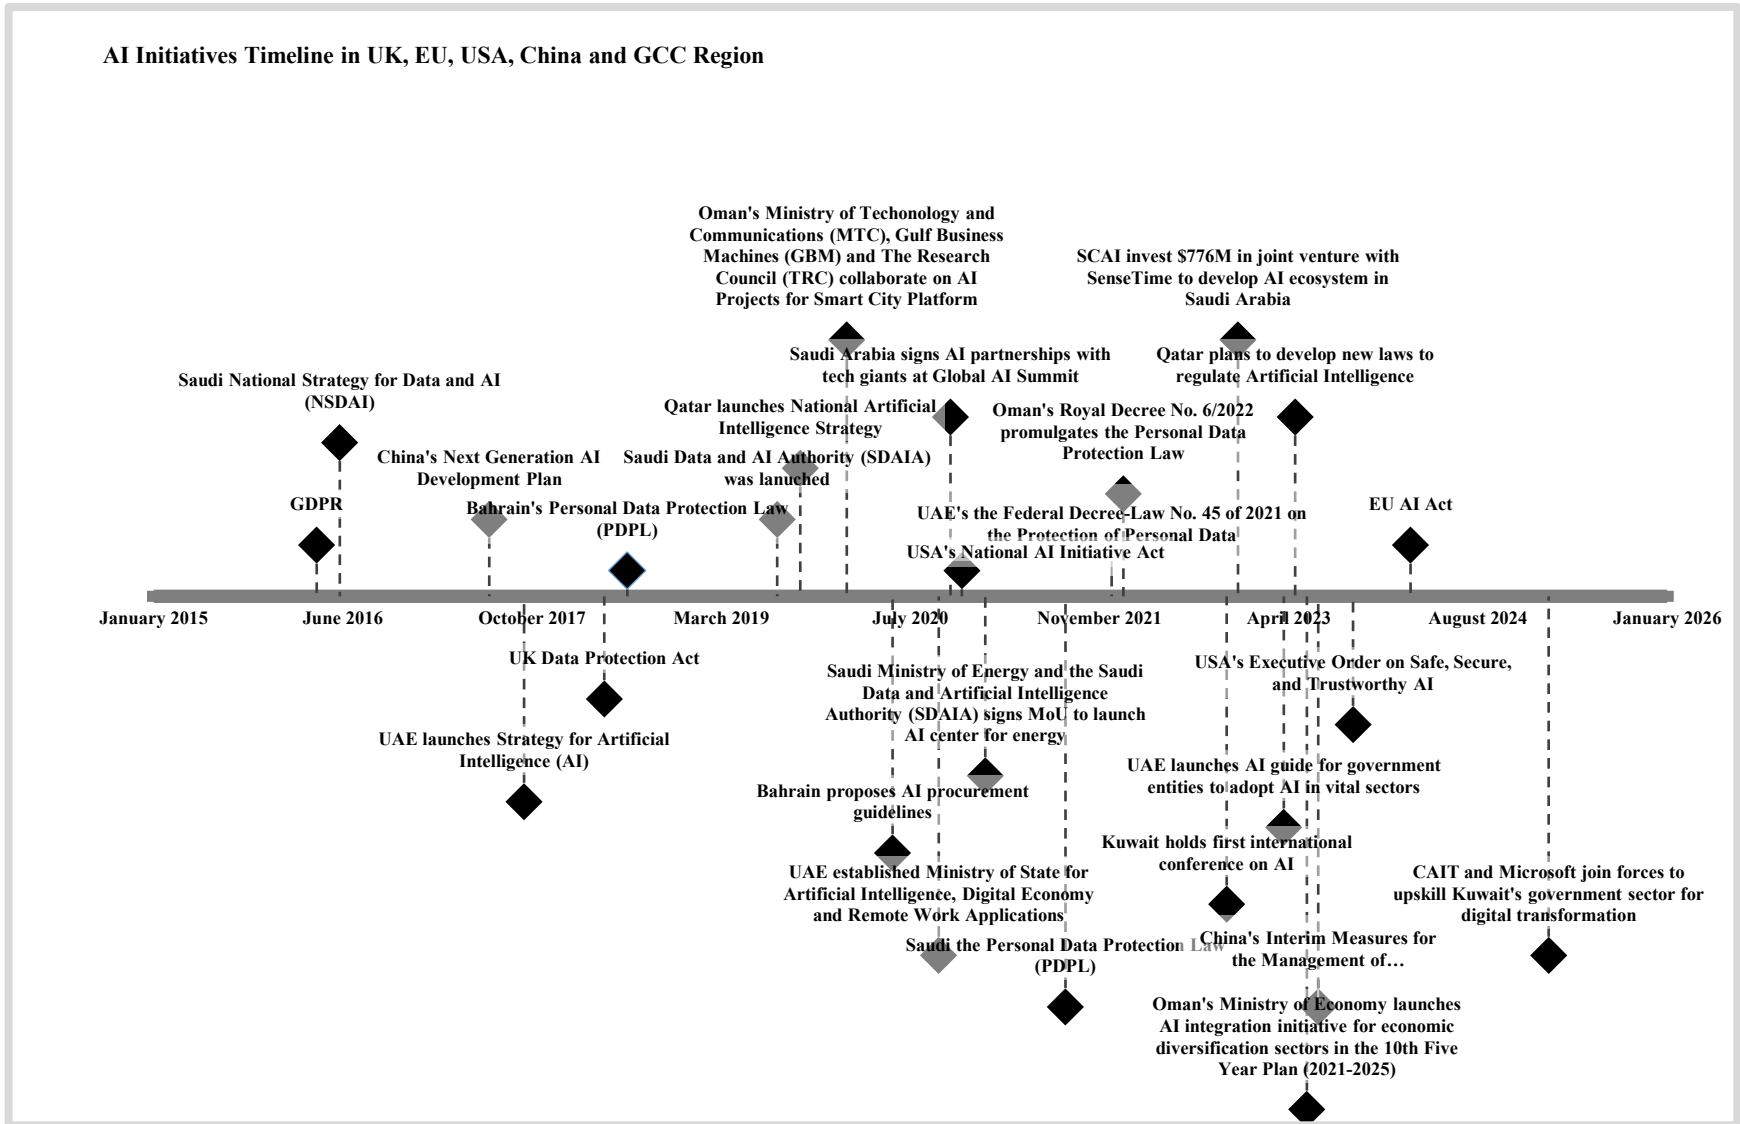 AI Initiatives Timeline in UK, EU, USA, China and GCC Region
Oman's Ministry of Techonology and
Communications (MTC), Gulf Business
Machines (GBM) and The Research
Council (TRC) collaborate on AI
Projects for Smart City Platform
SCAI invest $776M in joint venture with
SenseTime to develop AI ecosystem in
Saudi Arabia
Saudi Arabia signs AI partnerships with
tech giants at Global AI Summit
Qatar plans to develop new laws to
regulate Artificial Intelligence
Saudi National Strategy for Data and AI
(NSDAI)
Qatar launches National Artificial
Intelligence Strategy
Oman's Royal Decree No. 6/2022
promulgates the Personal Data
Protection Law
China's Next Generation AI
Development Plan
Saudi Data and AI Authority (SDAIA)
was lanuched
GDPR
Bahrain's Personal Data Protection Law
(PDPL)
UAE's the Federal Decree-Law No. 45 of 2021 on
the Protection of Personal Data
EU AI Act
USA's National AI Initiative Act
January 2015
June 2016
October 2017
March 2019
July 2020
November 2021
April 2023
August 2024
January 2026
UK Data Protection Act
Saudi Ministry of Energy and the Saudi
Data and Artificial Intelligence
Authority (SDAIA) signs MoU to launch
AI center for energy
USA's Executive Order on Safe, Secure,
and Trustworthy AI
UAE launches Strategy for Artificial
Intelligence (AI)
UAE launches AI guide for government
entities to adopt AI in vital sectors
Bahrain proposes AI procurement
guidelines
Kuwait holds first international
conference on AI
UAE established Ministry of State for
Artificial Intelligence, Digital Economy
and Remote Work Applications
CAIT and Microsoft join forces to
upskill Kuwait's government sector for
digital transformation
Saudi the Personal Data Protection Law
(PDPL)
China's Interim Measures for
the Management of…
Oman's Ministry of Economy launches
AI integration initiative for economic
diversification sectors in the 10th Five
Year Plan (2021-2025)